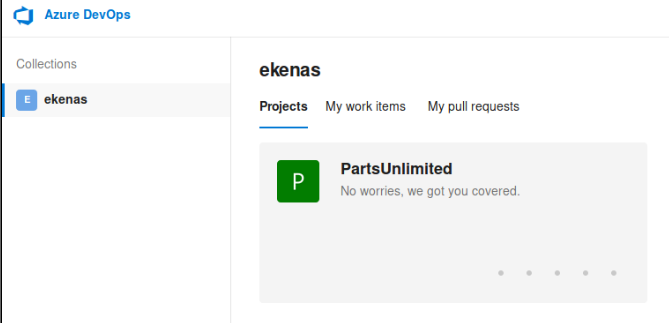 Azure DevOps
Collections
E ekenas
ekenas
Projects My work items My pull requests
P
PartsUnlimited
No worries, we got you covered.